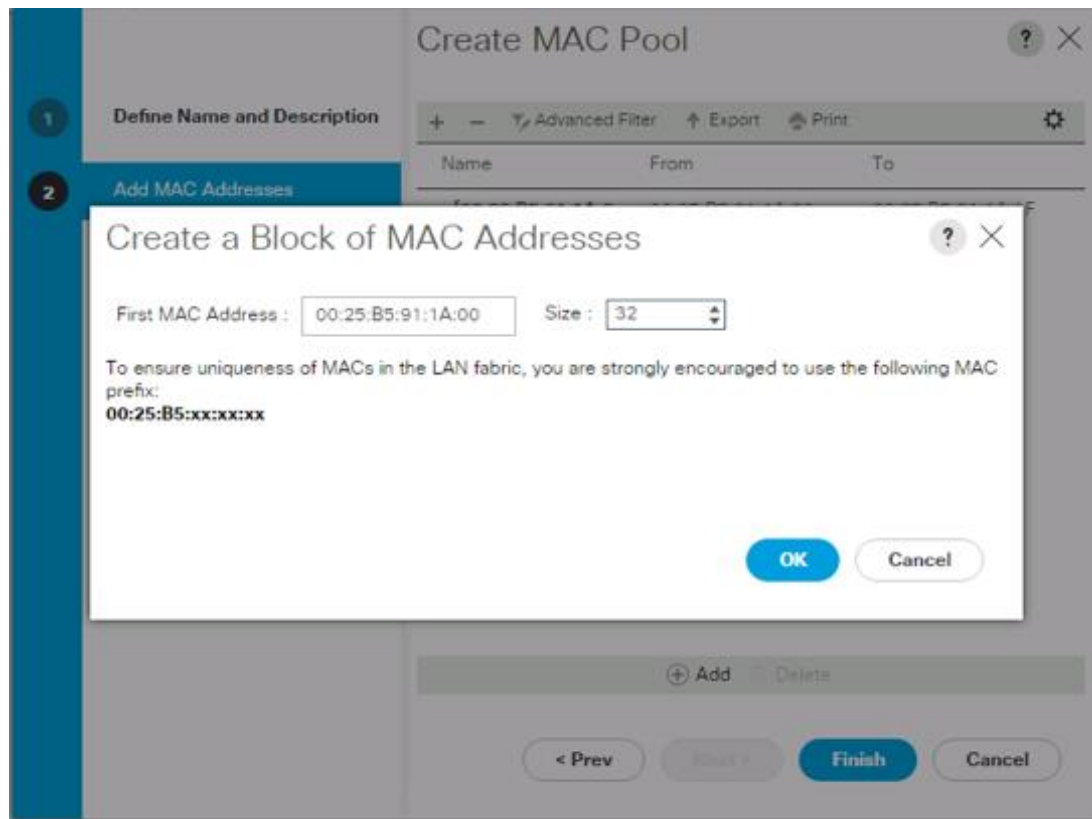 Create MAC Pool
?
1
Define Name and Description
+ − Advanced Filter Export Print
Name From To
2
Add MAC Addresses
Create a Block of MAC Addresses
?
First MAC Address : 00:25:B5:91:1A:00 Size : 32
To ensure uniqueness of MACs in the LAN fabric, you are strongly encouraged to use the following MAC
prefix:
00:25:B5:xx:xx:xx
OK Cancel
Add Delete
< Prev Next > Finish Cancel